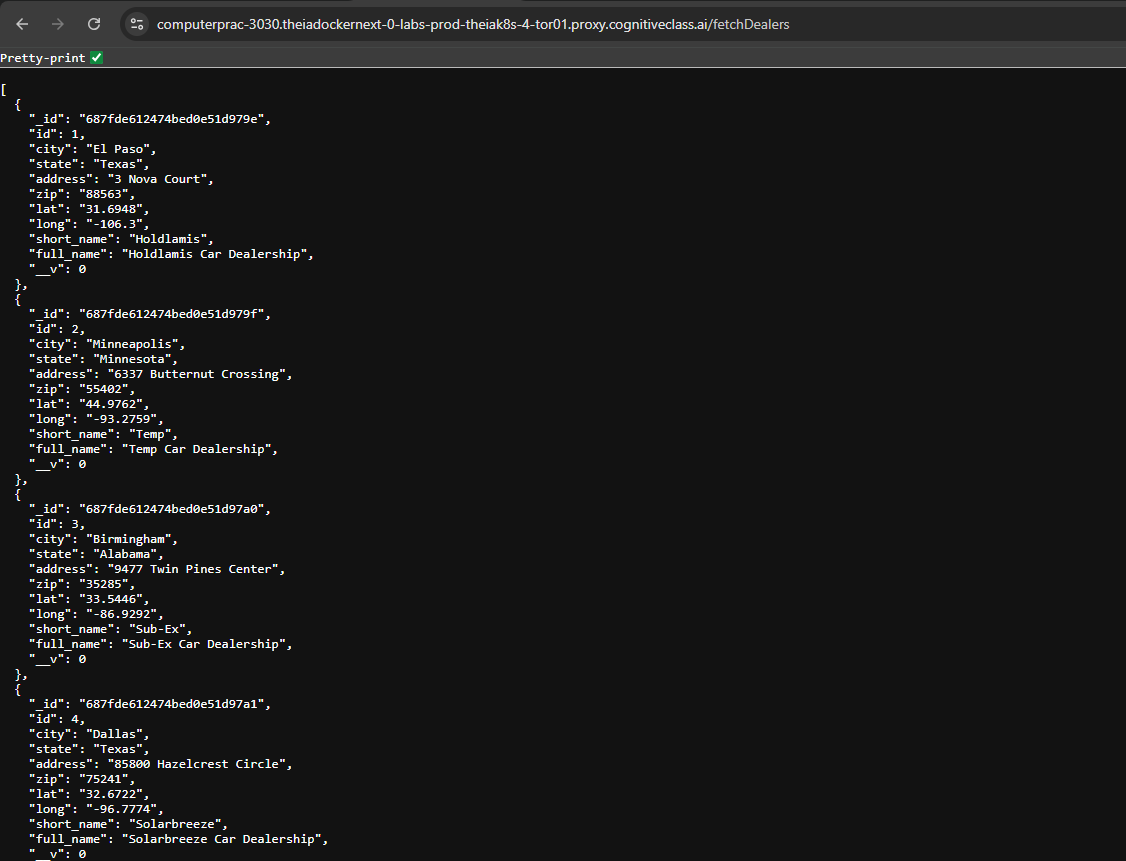 computerprac-3030.theiadockernext-0-labs-prod-theiak8s-4-tor01.proxy.cognitiveclass.ai/fetchDealers
Pretty-print
[
  {
    "_id": "687fde612474bed0e51d979e",
    "id": 1,
    "city": "El Paso",
    "state": "Texas",
    "address": "3 Nova Court",
    "zip": "88563",
    "lat": "31.6948",
    "long": "-106.3",
    "short_name": "Holdlamis",
    "full_name": "Holdlamis Car Dealership",
    "__v": 0
  },
  {
    "_id": "687fde612474bed0e51d979f",
    "id": 2,
    "city": "Minneapolis",
    "state": "Minnesota",
    "address": "6337 Butternut Crossing",
    "zip": "55402",
    "lat": "44.9762",
    "long": "-93.2759",
    "short_name": "Temp",
    "full_name": "Temp Car Dealership",
    "__v": 0
  },
  {
    "_id": "687fde612474bed0e51d97a0",
    "id": 3,
    "city": "Birmingham",
    "state": "Alabama",
    "address": "9477 Twin Pines Center",
    "zip": "35285",
    "lat": "33.5446",
    "long": "-86.9292",
    "short_name": "Sub-Ex",
    "full_name": "Sub-Ex Car Dealership",
    "__v": 0
  },
  {
    "_id": "687fde612474bed0e51d97a1",
    "id": 4,
    "city": "Dallas",
    "state": "Texas",
    "address": "85800 Hazelcrest Circle",
    "zip": "75241",
    "lat": "32.6722",
    "long": "-96.7774",
    "short_name": "Solarbreeze",
    "full_name": "Solarbreeze Car Dealership",
    "__v": 0